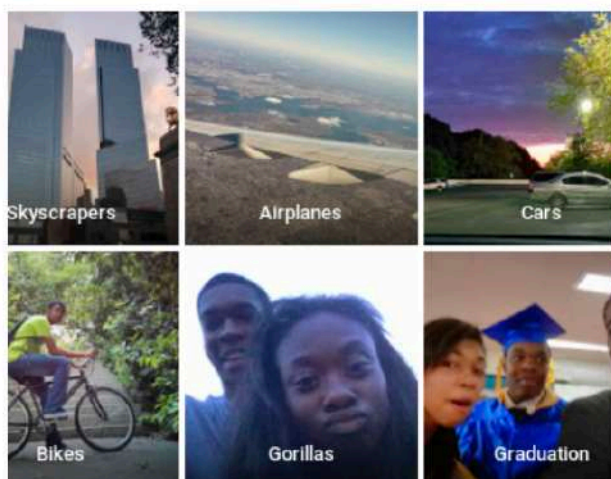 Skyscrapers
Airplanes
Cars
Bikes
Gorillas
Graduation